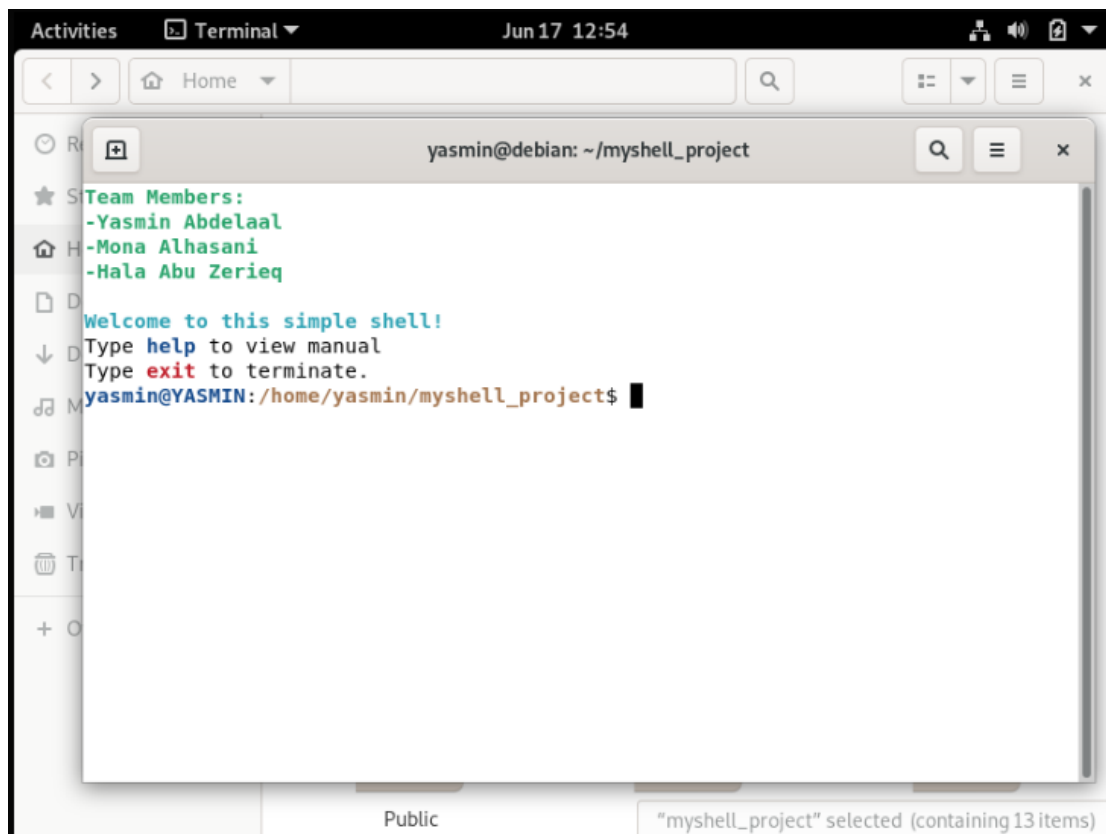 Activities Terminal Jun 17 12:54
Home
yasmin@debian: ~/myshell_project
Team Members:
-Yasmin Abdelaal
-Mona Alhasani
-Hala Abu Zerieq
Welcome to this simple shell!
Type help to view manual
Type exit to terminate.
yasmin@YASMIN:/home/yasmin/myshell_project$
Public
"myshell_project" selected (containing 13 items)